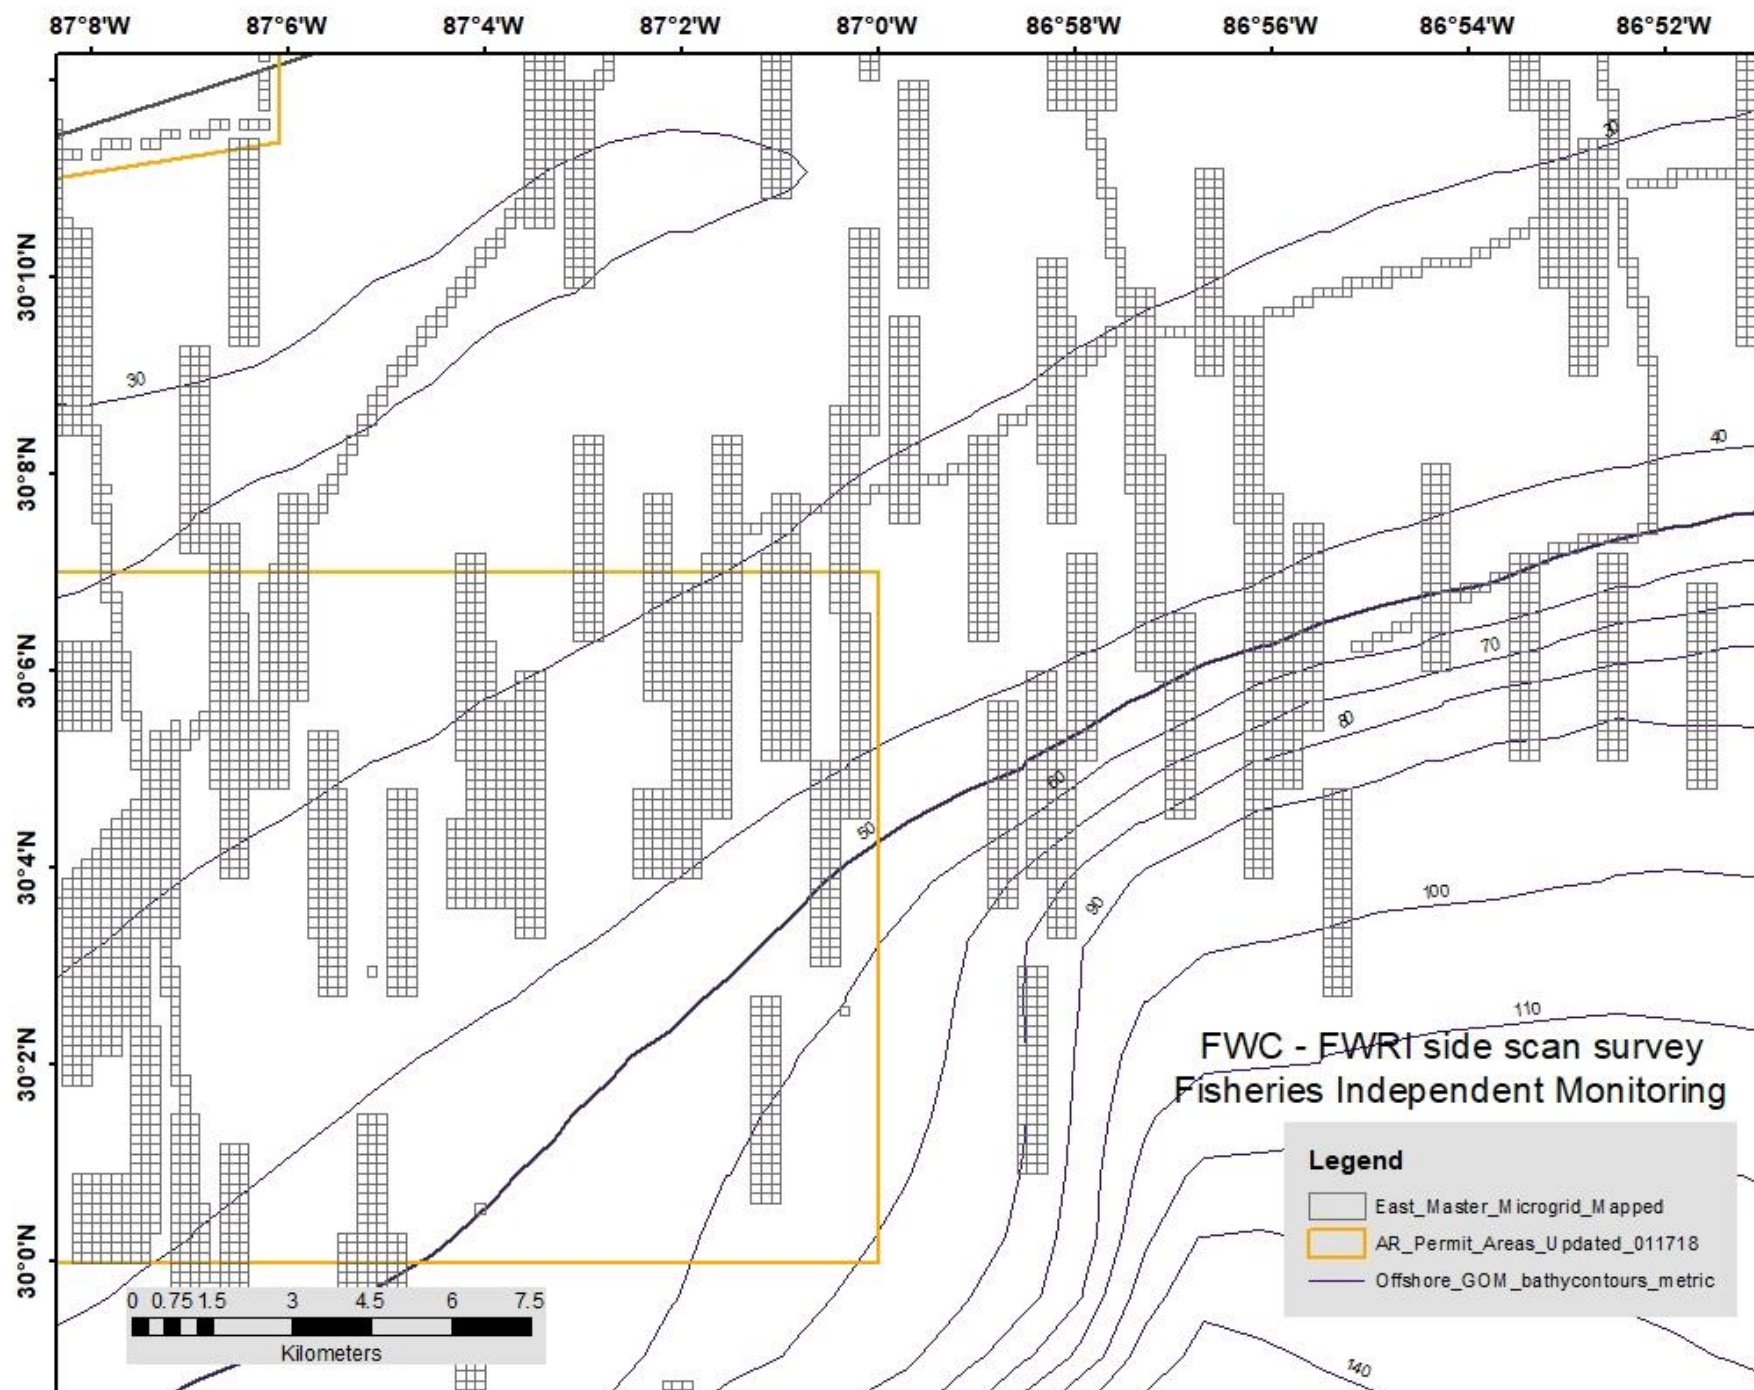 87°8'W 87°6'W 87°4'W 87°2'W 87°0'W 86°58'W 86°56'W 86°54'W 86°52'W
30
30°10'N
30
40
30°8'N
30°6'N
70
80
60
50
30°4'N
100
90
110
30°2'N
FWC - FWRI side scan survey
Fisheries Independent Monitoring
Legend
East_Master_Microgrid_Mapped
AR_Permit_Areas_Updated_011718
Offshore_GOM_bathycontours_metric
30°0'N
0 0.75 1.5 3 4.5 6 7.5
Kilometers
140